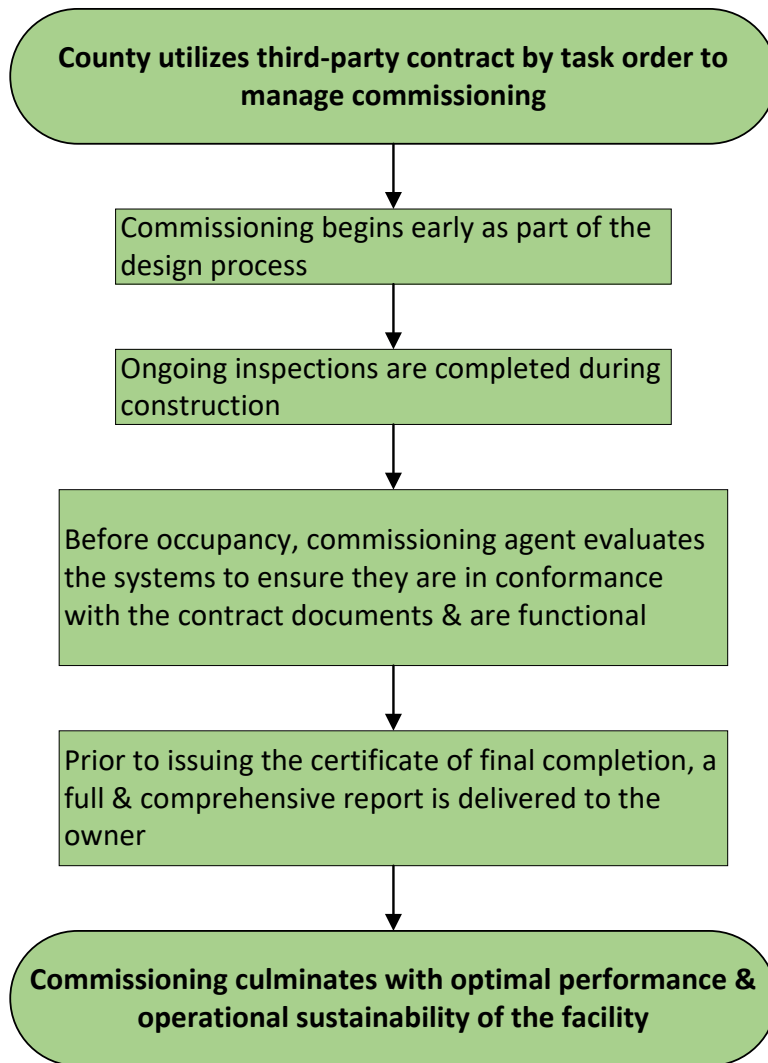 County utilizes third-party contract by task order to
manage commissioning
Commissioning begins early as part of the
design process
Ongoing inspections are completed during
construction
Before occupancy, commissioning agent evaluates
the systems to ensure they are in conformance
with the contract documents & are functional
Prior to issuing the certificate of final completion, a
full & comprehensive report is delivered to the
owner
Commissioning culminates with optimal performance &
operational sustainability of the facility